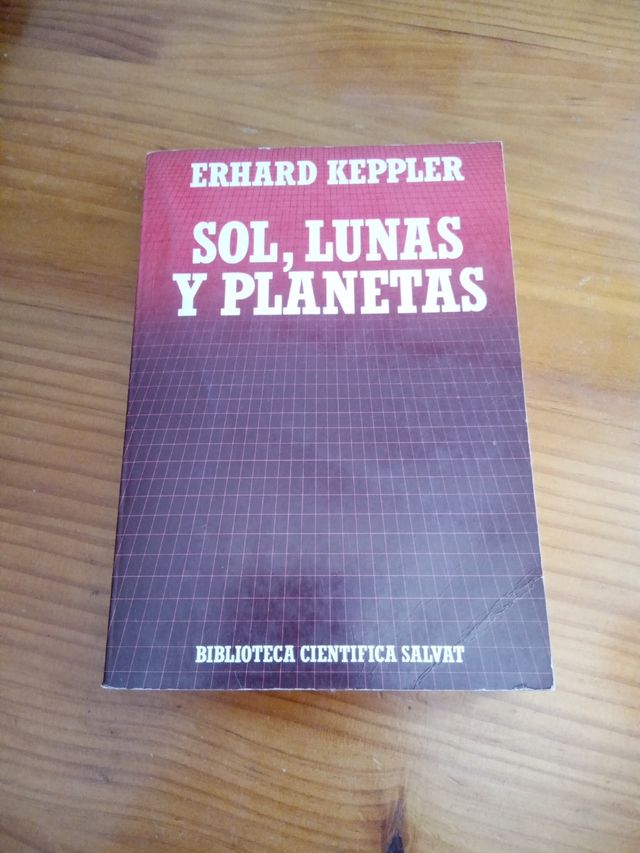 ERHARD KEPPLER
SOL, LUNAS
Y PLANETAS
BIBLIOTECA CIENTIFICA SALVAT